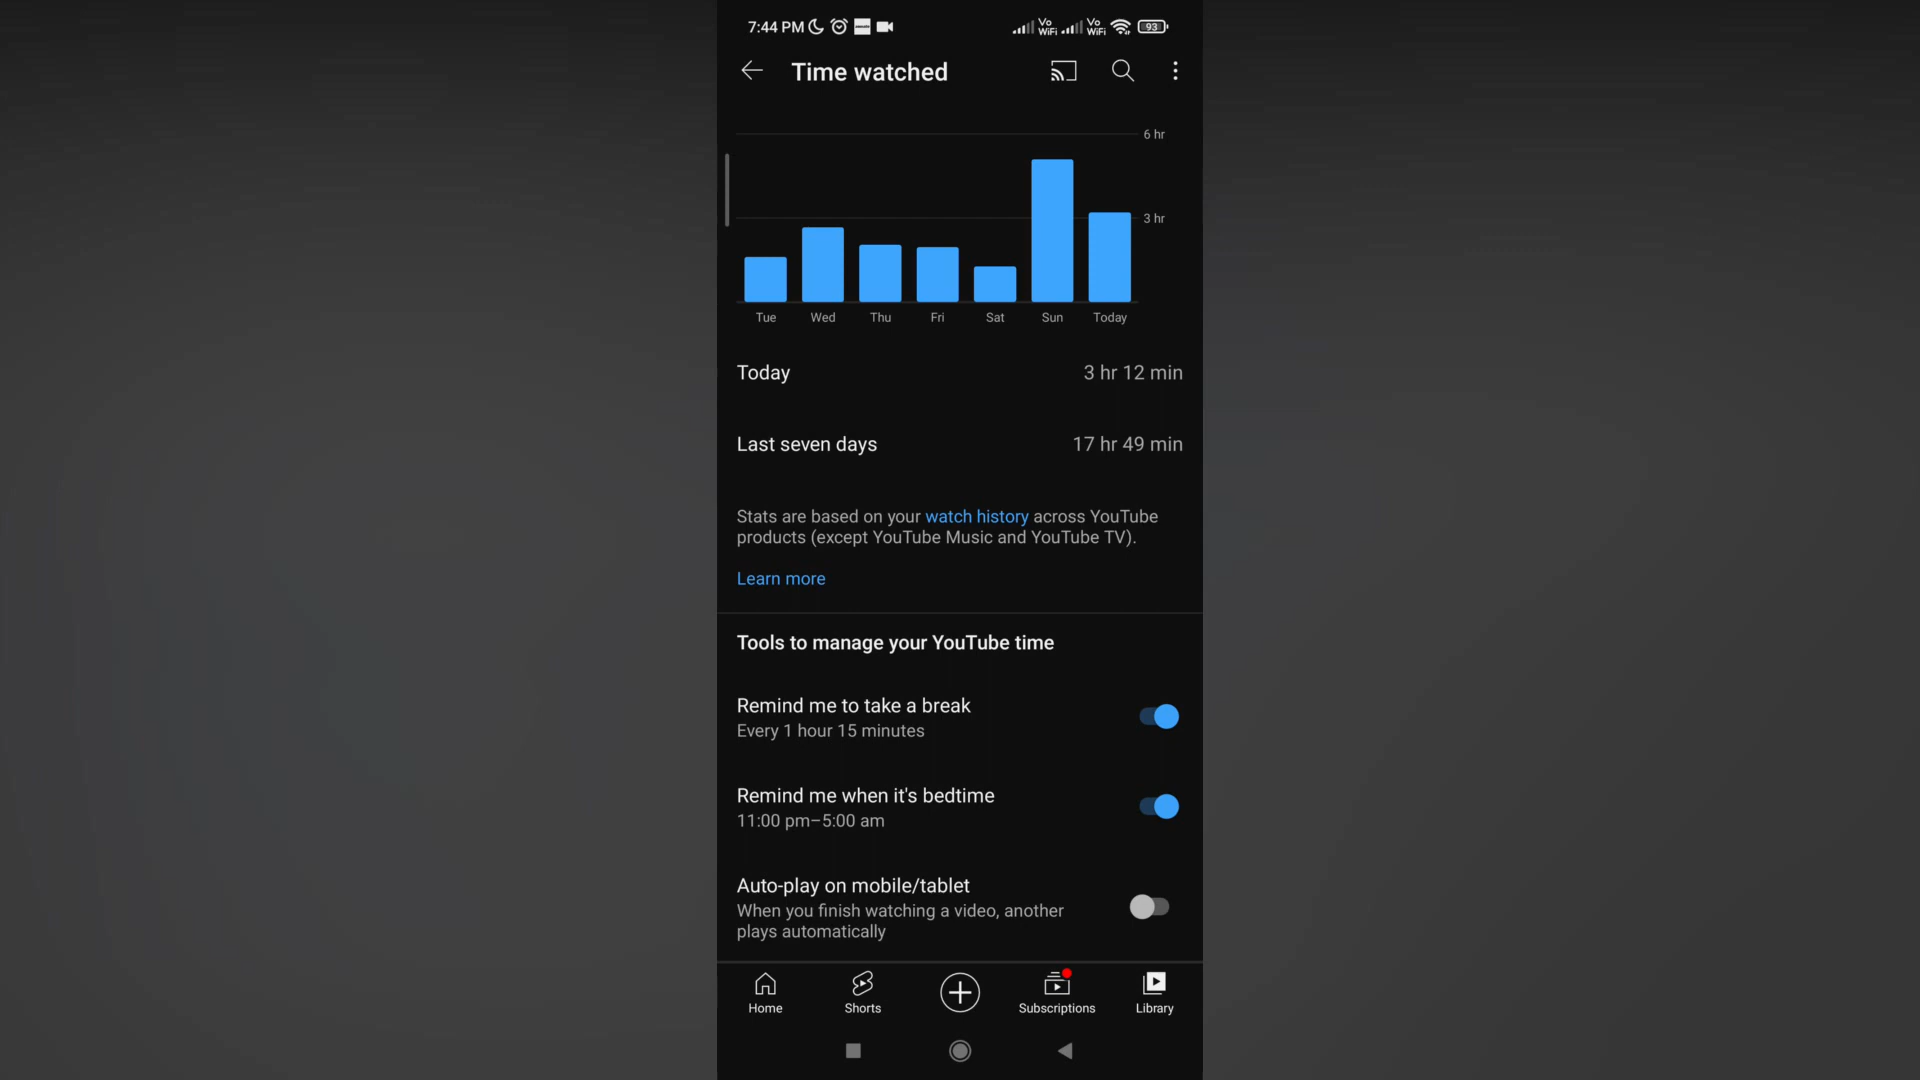 7:44 PM
Vo WiFi
Vo WiFi
93
Time watched
6 hr
3 hr
Tue Wed Thu Fri Sat Sun Today
Today 3 hr 12 min
Last seven days 17 hr 49 min
Stats are based on your watch history across YouTube
products (except YouTube Music and YouTube TV).
Learn more
Tools to manage your YouTube time
Remind me to take a break
Every 1 hour 15 minutes
Remind me when it's bedtime
11:00 pm–5:00 am
Auto-play on mobile/tablet
When you finish watching a video, another
plays automatically
Home Shorts Subscriptions Library